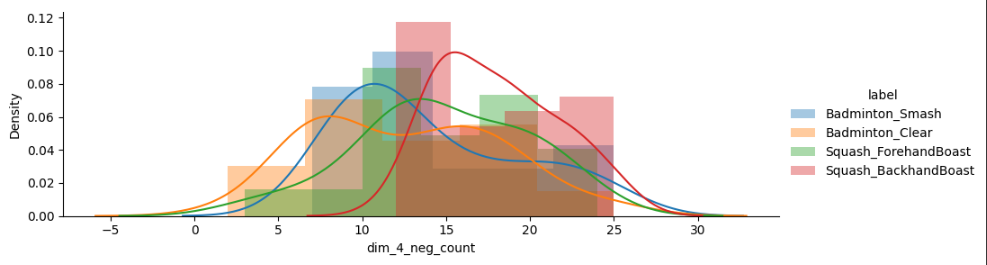 0.12
0.10
0.08
0.06
0.04
0.02
0.00
Density
−5 0 5 10 15 20 25 30
dim_4_neg_count
label
Badminton_Smash
Badminton_Clear
Squash_ForehandBoast
Squash_BackhandBoast